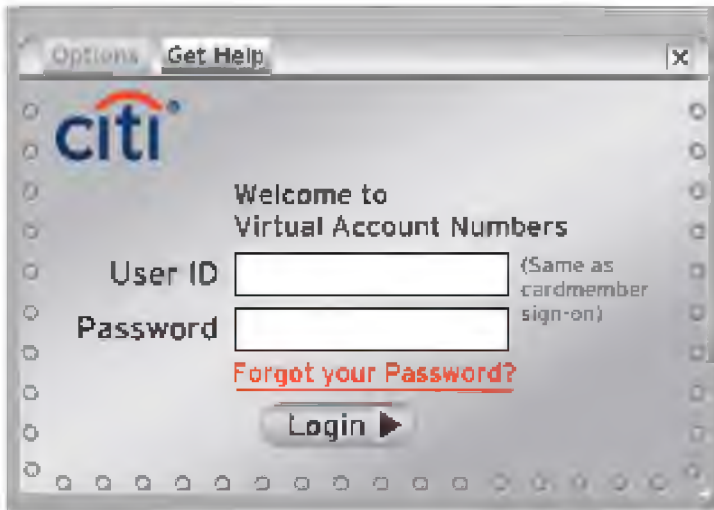 Options Get Help
citi®
Welcome to
Virtual Account Numbers
User ID
(Same as
cardmember
sign-on)
Password
Forgot your Password?
Login